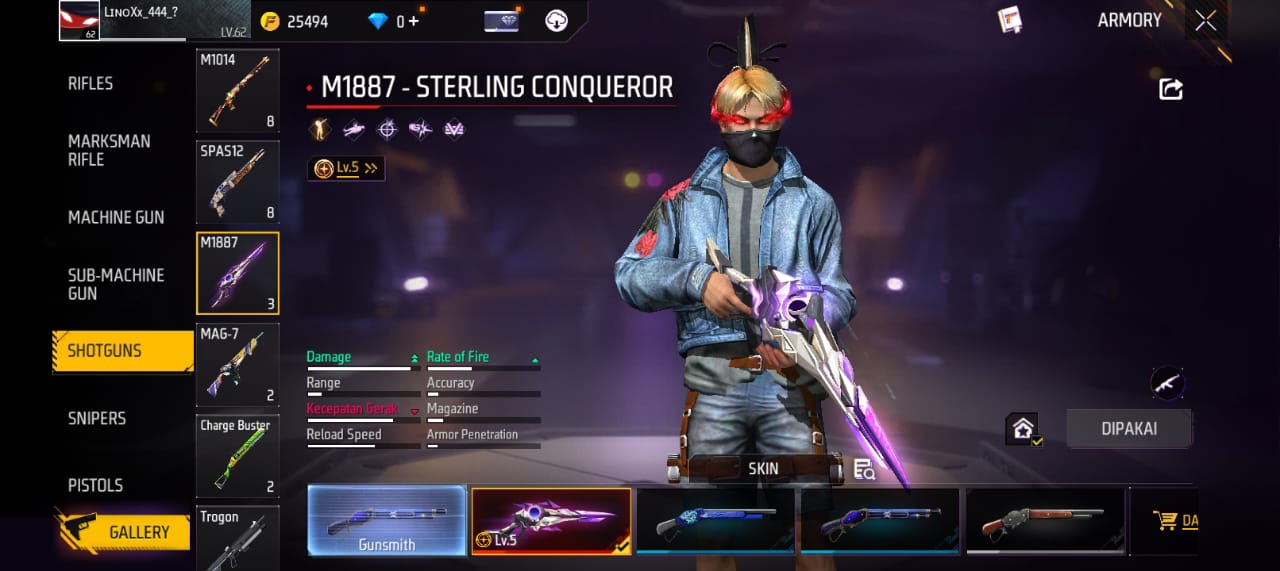 LINOXx_444_?
62
LV.62
25494
0 +
ARMORY
RIFLES
MARKSMAN
RIFLE
MACHINE GUN
SUB-MACHINE
GUN
SHOTGUNS
SNIPERS
PISTOLS
GALLERY
M1014
8
SPAS12
8
M1887
3
MAG-7
2
Charge Buster
2
Trogon
M1887 - STERLING CONQUEROR
Lv.5
Damage
Rate of Fire
Range
Accuracy
Kecepatan Gerak
Magazine
Reload Speed
Armor Penetration
DIPAKAI
SKIN
Gunsmith
Lv.5
DA